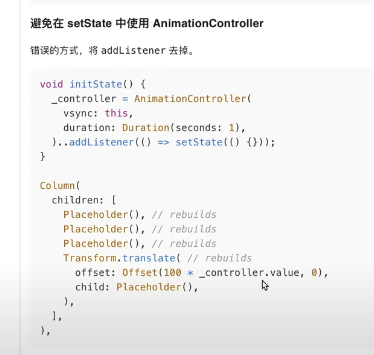 避免在 setState 中使用 AnimationController
错误的方式，将 addListener 去掉。
void initState() {
  _controller = AnimationController(
    vsync: this,
    duration: Duration(seconds: 1),
  )..addListener(() => setState(() {}));
}
Column(
  children: [
    Placeholder(), // rebuilds
    Placeholder(), // rebuilds
    Placeholder(), // rebuilds
    Transform.translate( // rebuilds
      offset: Offset(100 * _controller.value, 0),
      child: Placeholder(),
    ),
  ],
),